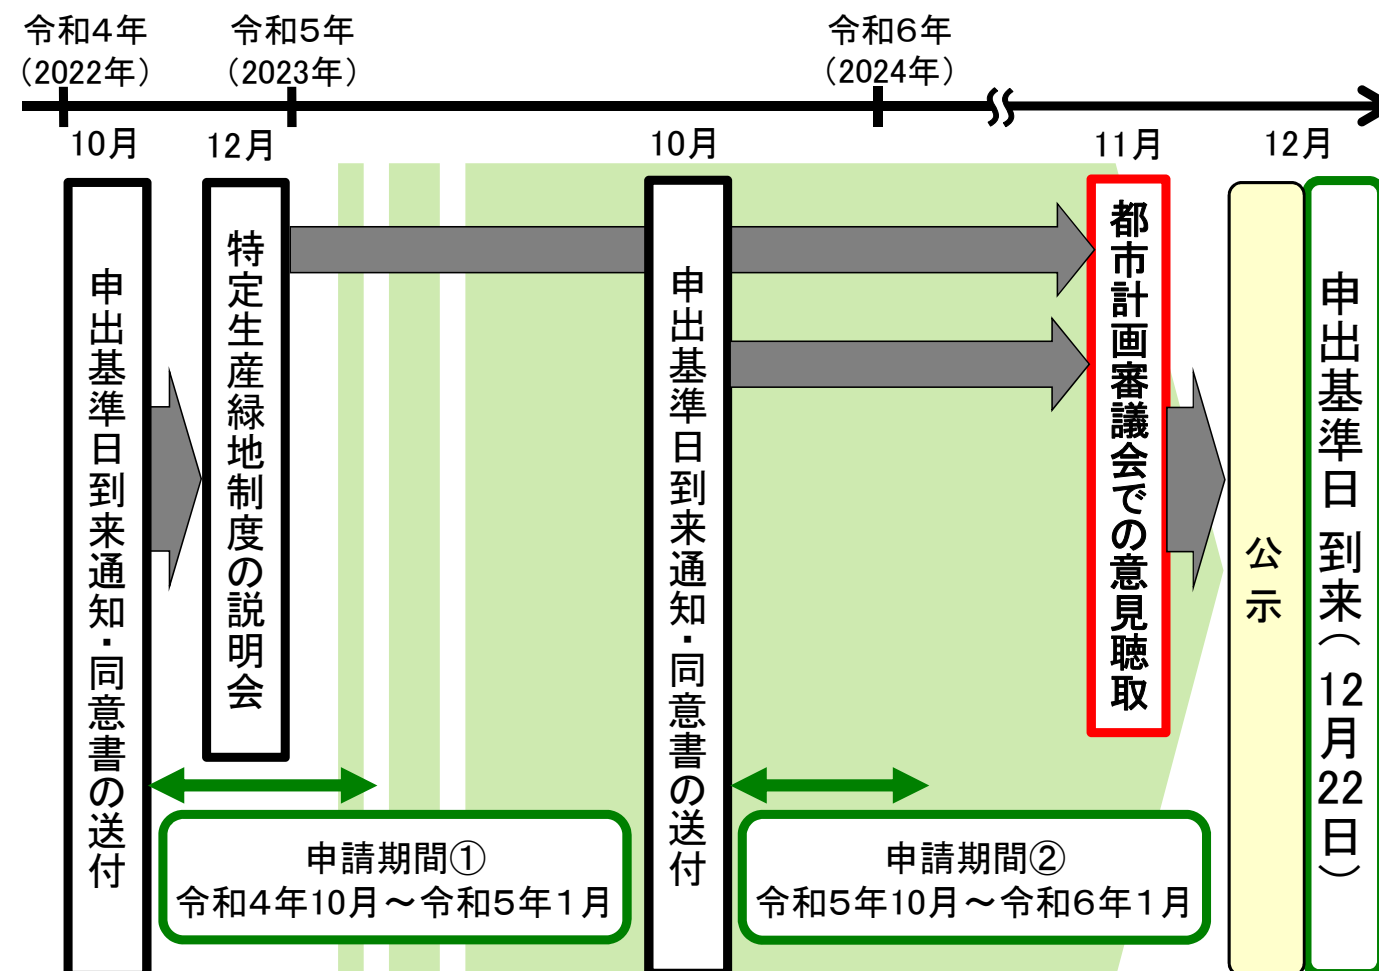 令和４年
（2022年）
令和５年
（2023年）
令和６年
（2024年）
10月
12月
10月
11月
12月
申出基準日到来通知・同意書の送付
特定生産緑地制度の説明会
申出基準日到来通知・同意書の送付
都市計画審議会での意見聴取
公示
申出基準日 到来（12月22日）
申請期間①
令和４年10月～令和５年１月
申請期間②
令和５年10月～令和６年１月